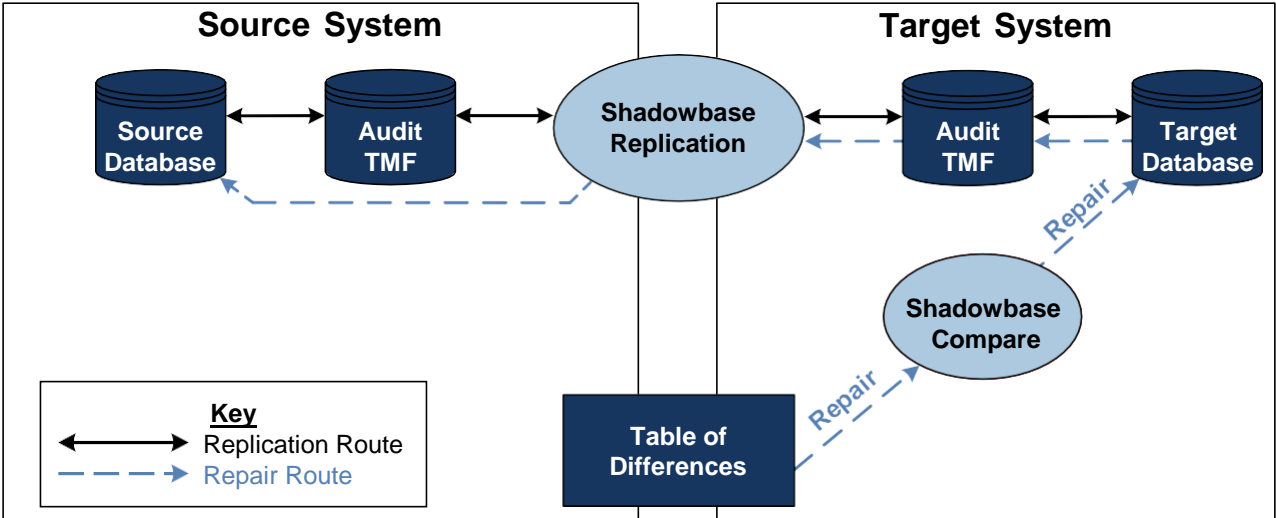 Source System
Target System
Source
Database
Audit
TMF
Shadowbase
Replication
Audit
TMF
Target
Database
Repair
Shadowbase
Compare
Repair
Table of
Differences
Key
Replication Route
Repair Route